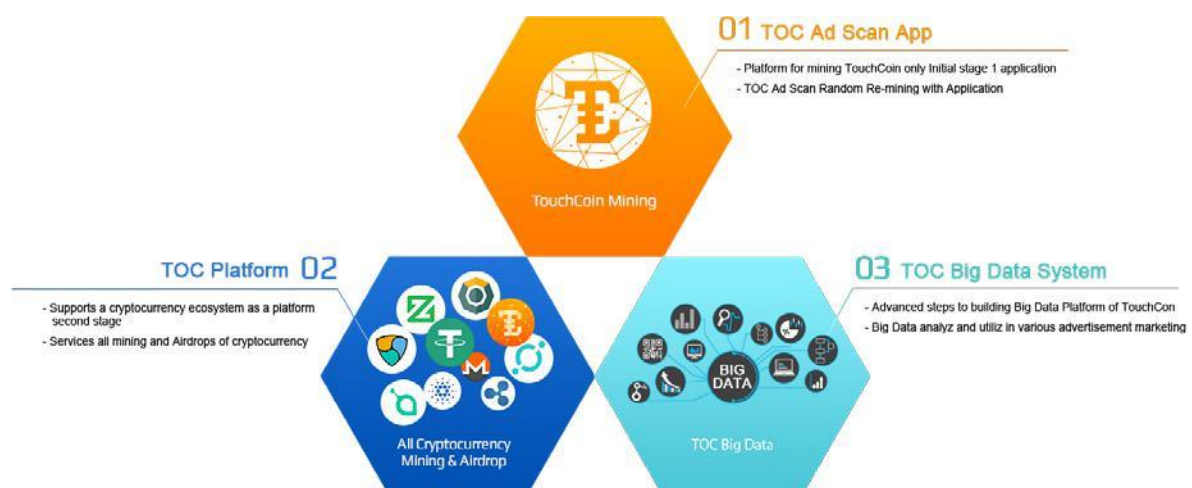 01 TOC Ad Scan App
- Platform for mining TouchCoin only Initial stage 1 application
- TOC Ad Scan Random Re-mining with Application
TouchCoin Mining
TOC Platform 02
- Supports a cryptocurrency ecosystem as a platform
second stage
- Services all mining and Airdrops of cryptocurrency
All Cryptocurrency
Mining & Airdrop
03 TOC Big Data System
- Advanced steps to building Big Data Platform of TouchCon
- Big Data analyz and utiliz in various advertisement marketing
BIG
DATA
TOC Big Data